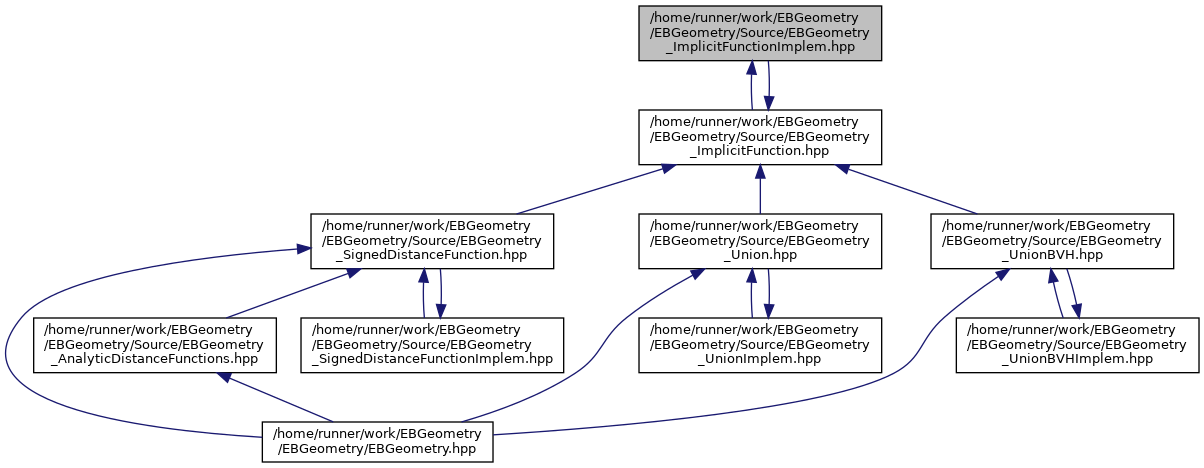 /home/runner/work/EBGeometry
/EBGeometry/Source/EBGeometry
_ImplicitFunctionImplem.hpp
/home/runner/work/EBGeometry
/EBGeometry/Source/EBGeometry
_ImplicitFunction.hpp
/home/runner/work/EBGeometry
/EBGeometry/Source/EBGeometry
_SignedDistanceFunction.hpp
/home/runner/work/EBGeometry
/EBGeometry/Source/EBGeometry
_Union.hpp
/home/runner/work/EBGeometry
/EBGeometry/Source/EBGeometry
_UnionBVH.hpp
/home/runner/work/EBGeometry
/EBGeometry/Source/EBGeometry
_AnalyticDistanceFunctions.hpp
/home/runner/work/EBGeometry
/EBGeometry/Source/EBGeometry
_SignedDistanceFunctionImplem.hpp
/home/runner/work/EBGeometry
/EBGeometry/Source/EBGeometry
_UnionImplem.hpp
/home/runner/work/EBGeometry
/EBGeometry/Source/EBGeometry
_UnionBVHImplem.hpp
/home/runner/work/EBGeometry
/EBGeometry/EBGeometry.hpp